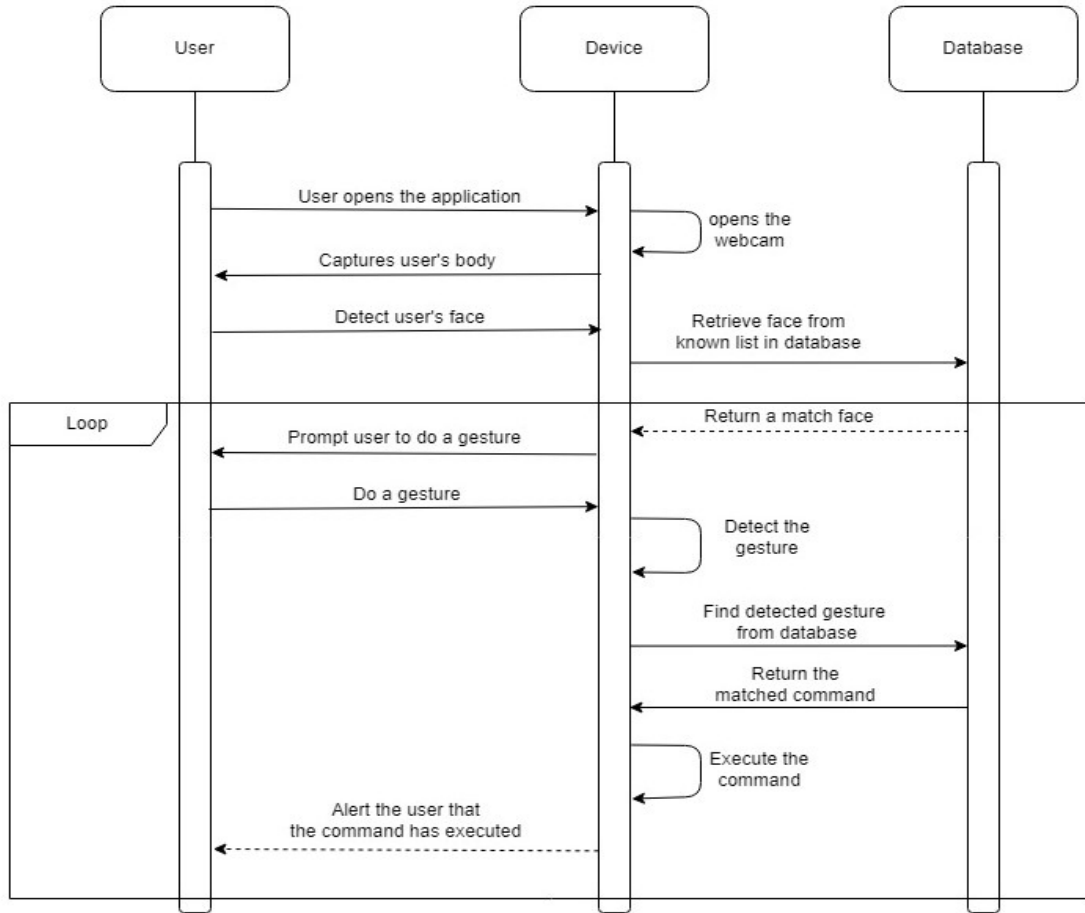 User
Device
Database
User opens the application
opens the
webcam
Captures user's body
Detect user's face
Retrieve face from
known list in database
Loop
Return a match face
Prompt user to do a gesture
Do a gesture
Detect the
gesture
Find detected gesture
from database
Return the
matched command
Execute the
command
Alert the user that
the command has executed